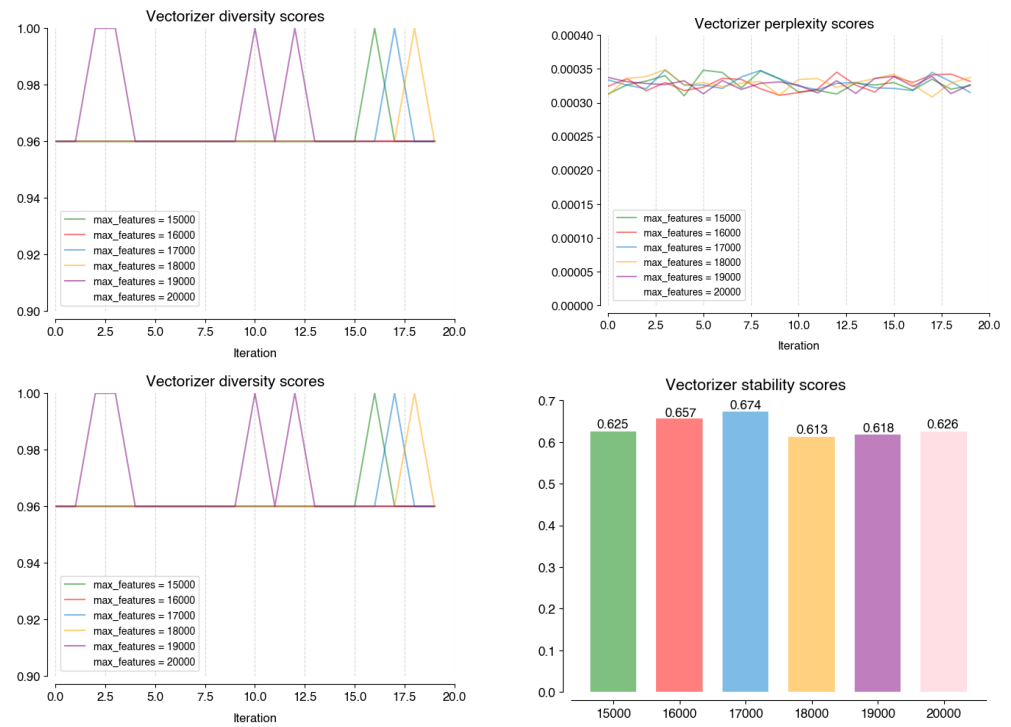 Vectorizer diversity scores
1.00
0.98
0.96
0.94
0.92
0.90
max_features = 15000
max_features = 16000
max_features = 17000
max_features = 18000
max_features = 19000
max_features = 20000
0.0 2.5 5.0 7.5 10.0 12.5 15.0 17.5 20.0
Iteration
Vectorizer perplexity scores
0.00040
0.00035
0.00030
0.00025
0.00020
0.00015
0.00010
0.00005
0.00000
max_features = 15000
max_features = 16000
max_features = 17000
max_features = 18000
max_features = 19000
max_features = 20000
0.0 2.5 5.0 7.5 10.0 12.5 15.0 17.5 20.0
Iteration
Vectorizer diversity scores
1.00
0.98
0.96
0.94
0.92
0.90
max_features = 15000
max_features = 16000
max_features = 17000
max_features = 18000
max_features = 19000
max_features = 20000
0.0 2.5 5.0 7.5 10.0 12.5 15.0 17.5 20.0
Iteration
Vectorizer stability scores
0.7
0.6
0.5
0.4
0.3
0.2
0.1
0.0
0.625 0.657 0.674 0.613 0.618 0.626
15000 16000 17000 18000 19000 20000